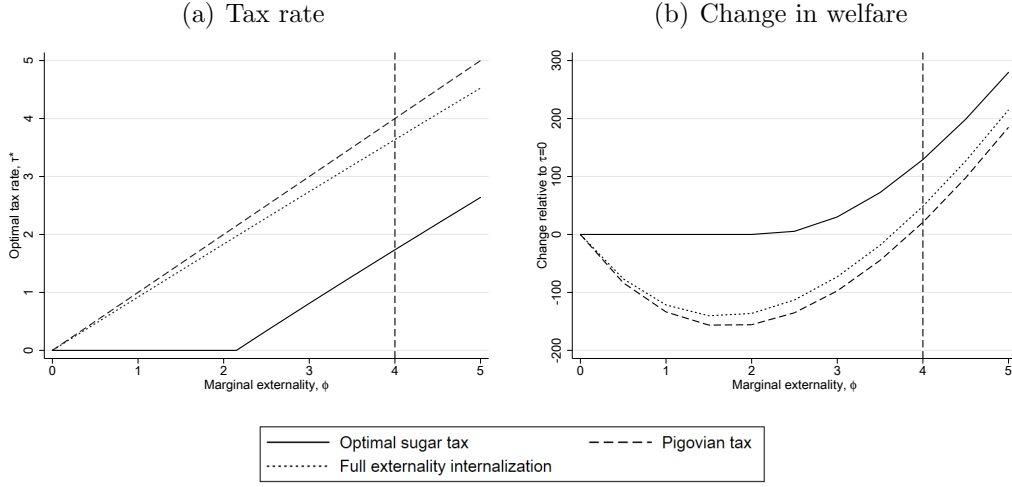 (a) Tax rate
Optimal tax rate, τ*
5
4
3
2
1
0
0 1 2 3 4 5
Marginal externality, ϕ
(b) Change in welfare
Change relative to τ=0
300
200
100
0
-100
-200
0 1 2 3 4 5
Marginal externality, ϕ
Optimal sugar tax
Pigovian tax
Full externality internalization